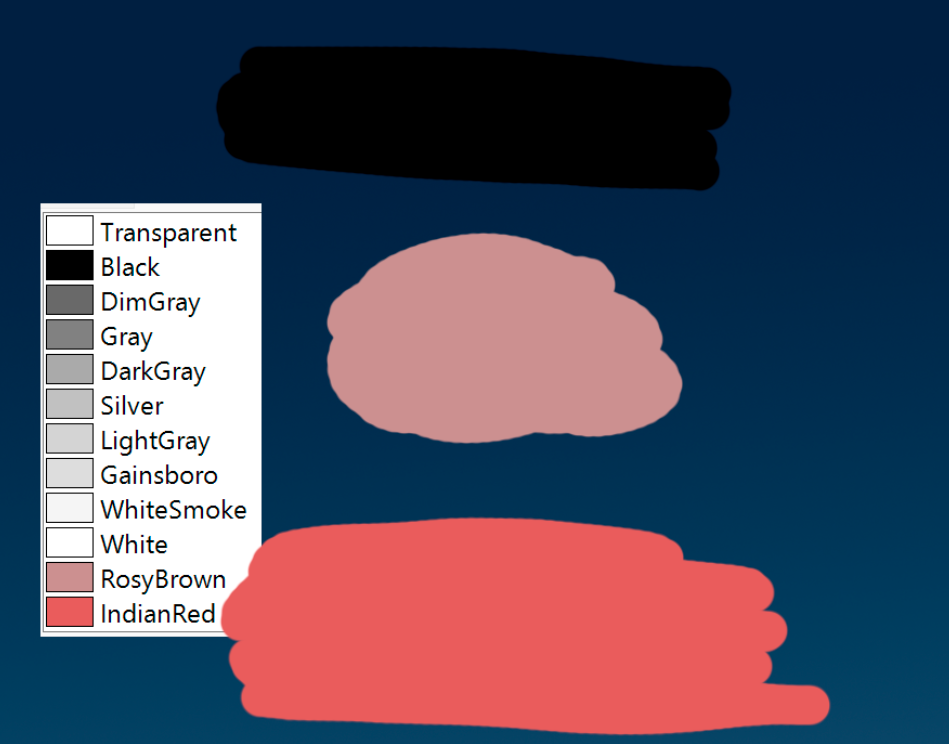 Transparent
Black
DimGray
Gray
DarkGray
Silver
LightGray
Gainsboro
WhiteSmoke
White
RosyBrown
IndianRed